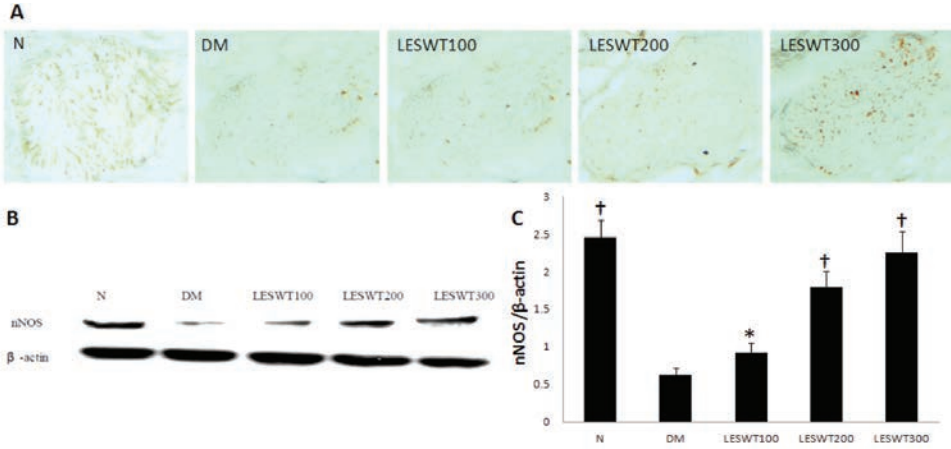 A
N DM LESWT100 LESWT200 LESWT300
B
N DM LESWT100 LESWT200 LESWT300
nNOS
β -actin
C
nNOS/β-actin
3
2.5
2
1.5
1
0.5
0
† * † †
N DM LESWT100 LESWT200 LESWT300